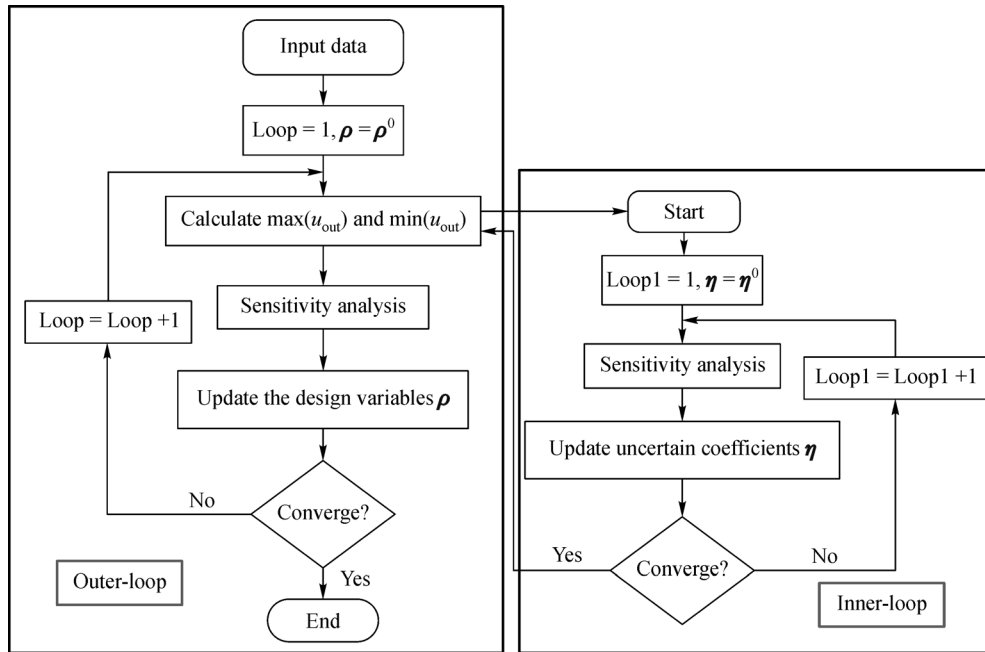 Input data
Loop = 1, ρ = ρ⁰
Calculate max(u_out) and min(u_out)
Sensitivity analysis
Loop = Loop +1
Update the design variables ρ
Converge?
No
Yes
End
Outer-loop
Start
Loop1 = 1, η = η⁰
Sensitivity analysis
Loop1 = Loop1 +1
Update uncertain coefficients η
Converge?
Yes
No
Inner-loop